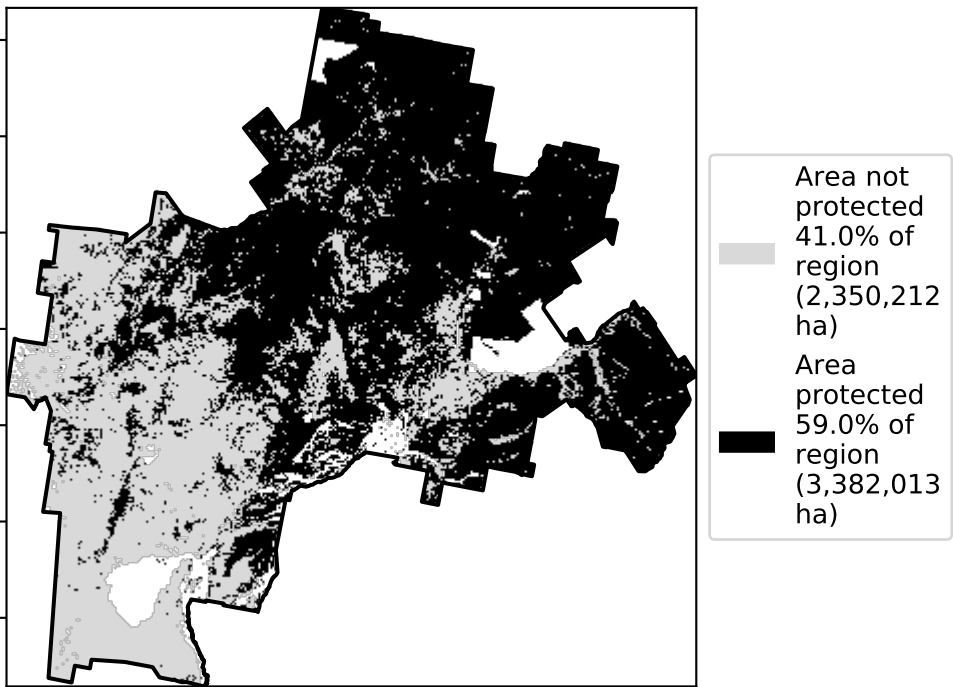 Area not
protected
41.0% of
region
(2,350,212
ha)
Area
protected
59.0% of
region
(3,382,013
ha)